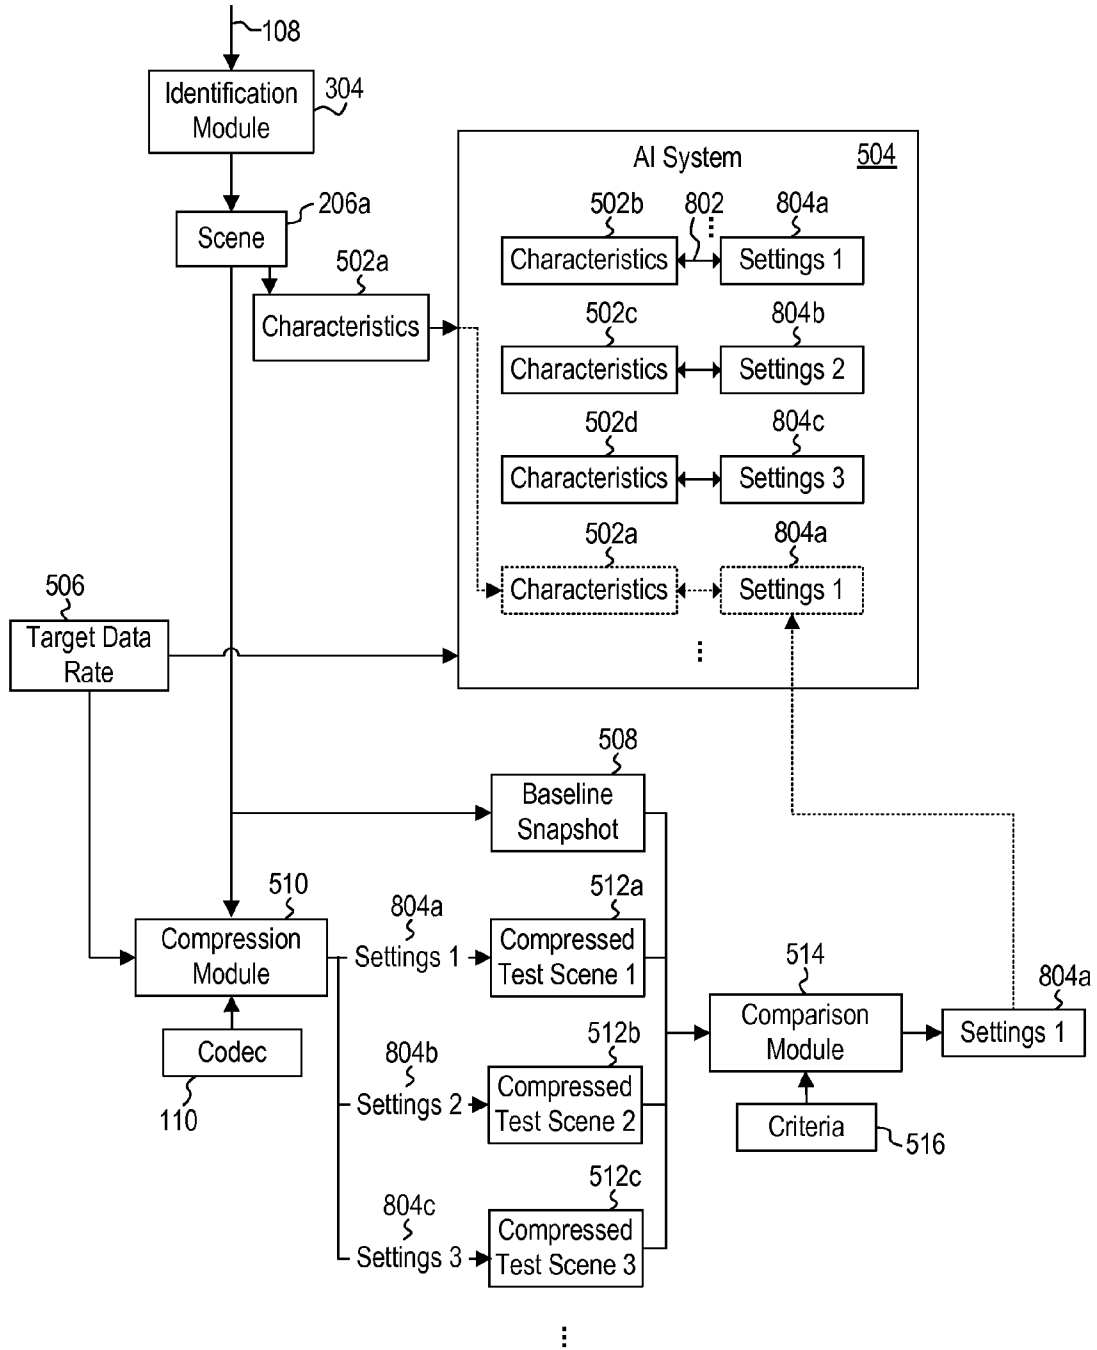 108
Identification
Module
304
206a
Scene
502a
Characteristics
AI System
504
502b
802
804a
Characteristics
Settings 1
502c
804b
Characteristics
Settings 2
502d
804c
Characteristics
Settings 3
502a
804a
Characteristics
Settings 1
506
Target Data
Rate
508
Baseline
Snapshot
510
Compression
Module
804a
Settings 1
512a
Compressed
Test Scene 1
Codec
110
804b
Settings 2
512b
Compressed
Test Scene 2
514
Comparison
Module
804a
Settings 1
Criteria
516
804c
Settings 3
512c
Compressed
Test Scene 3